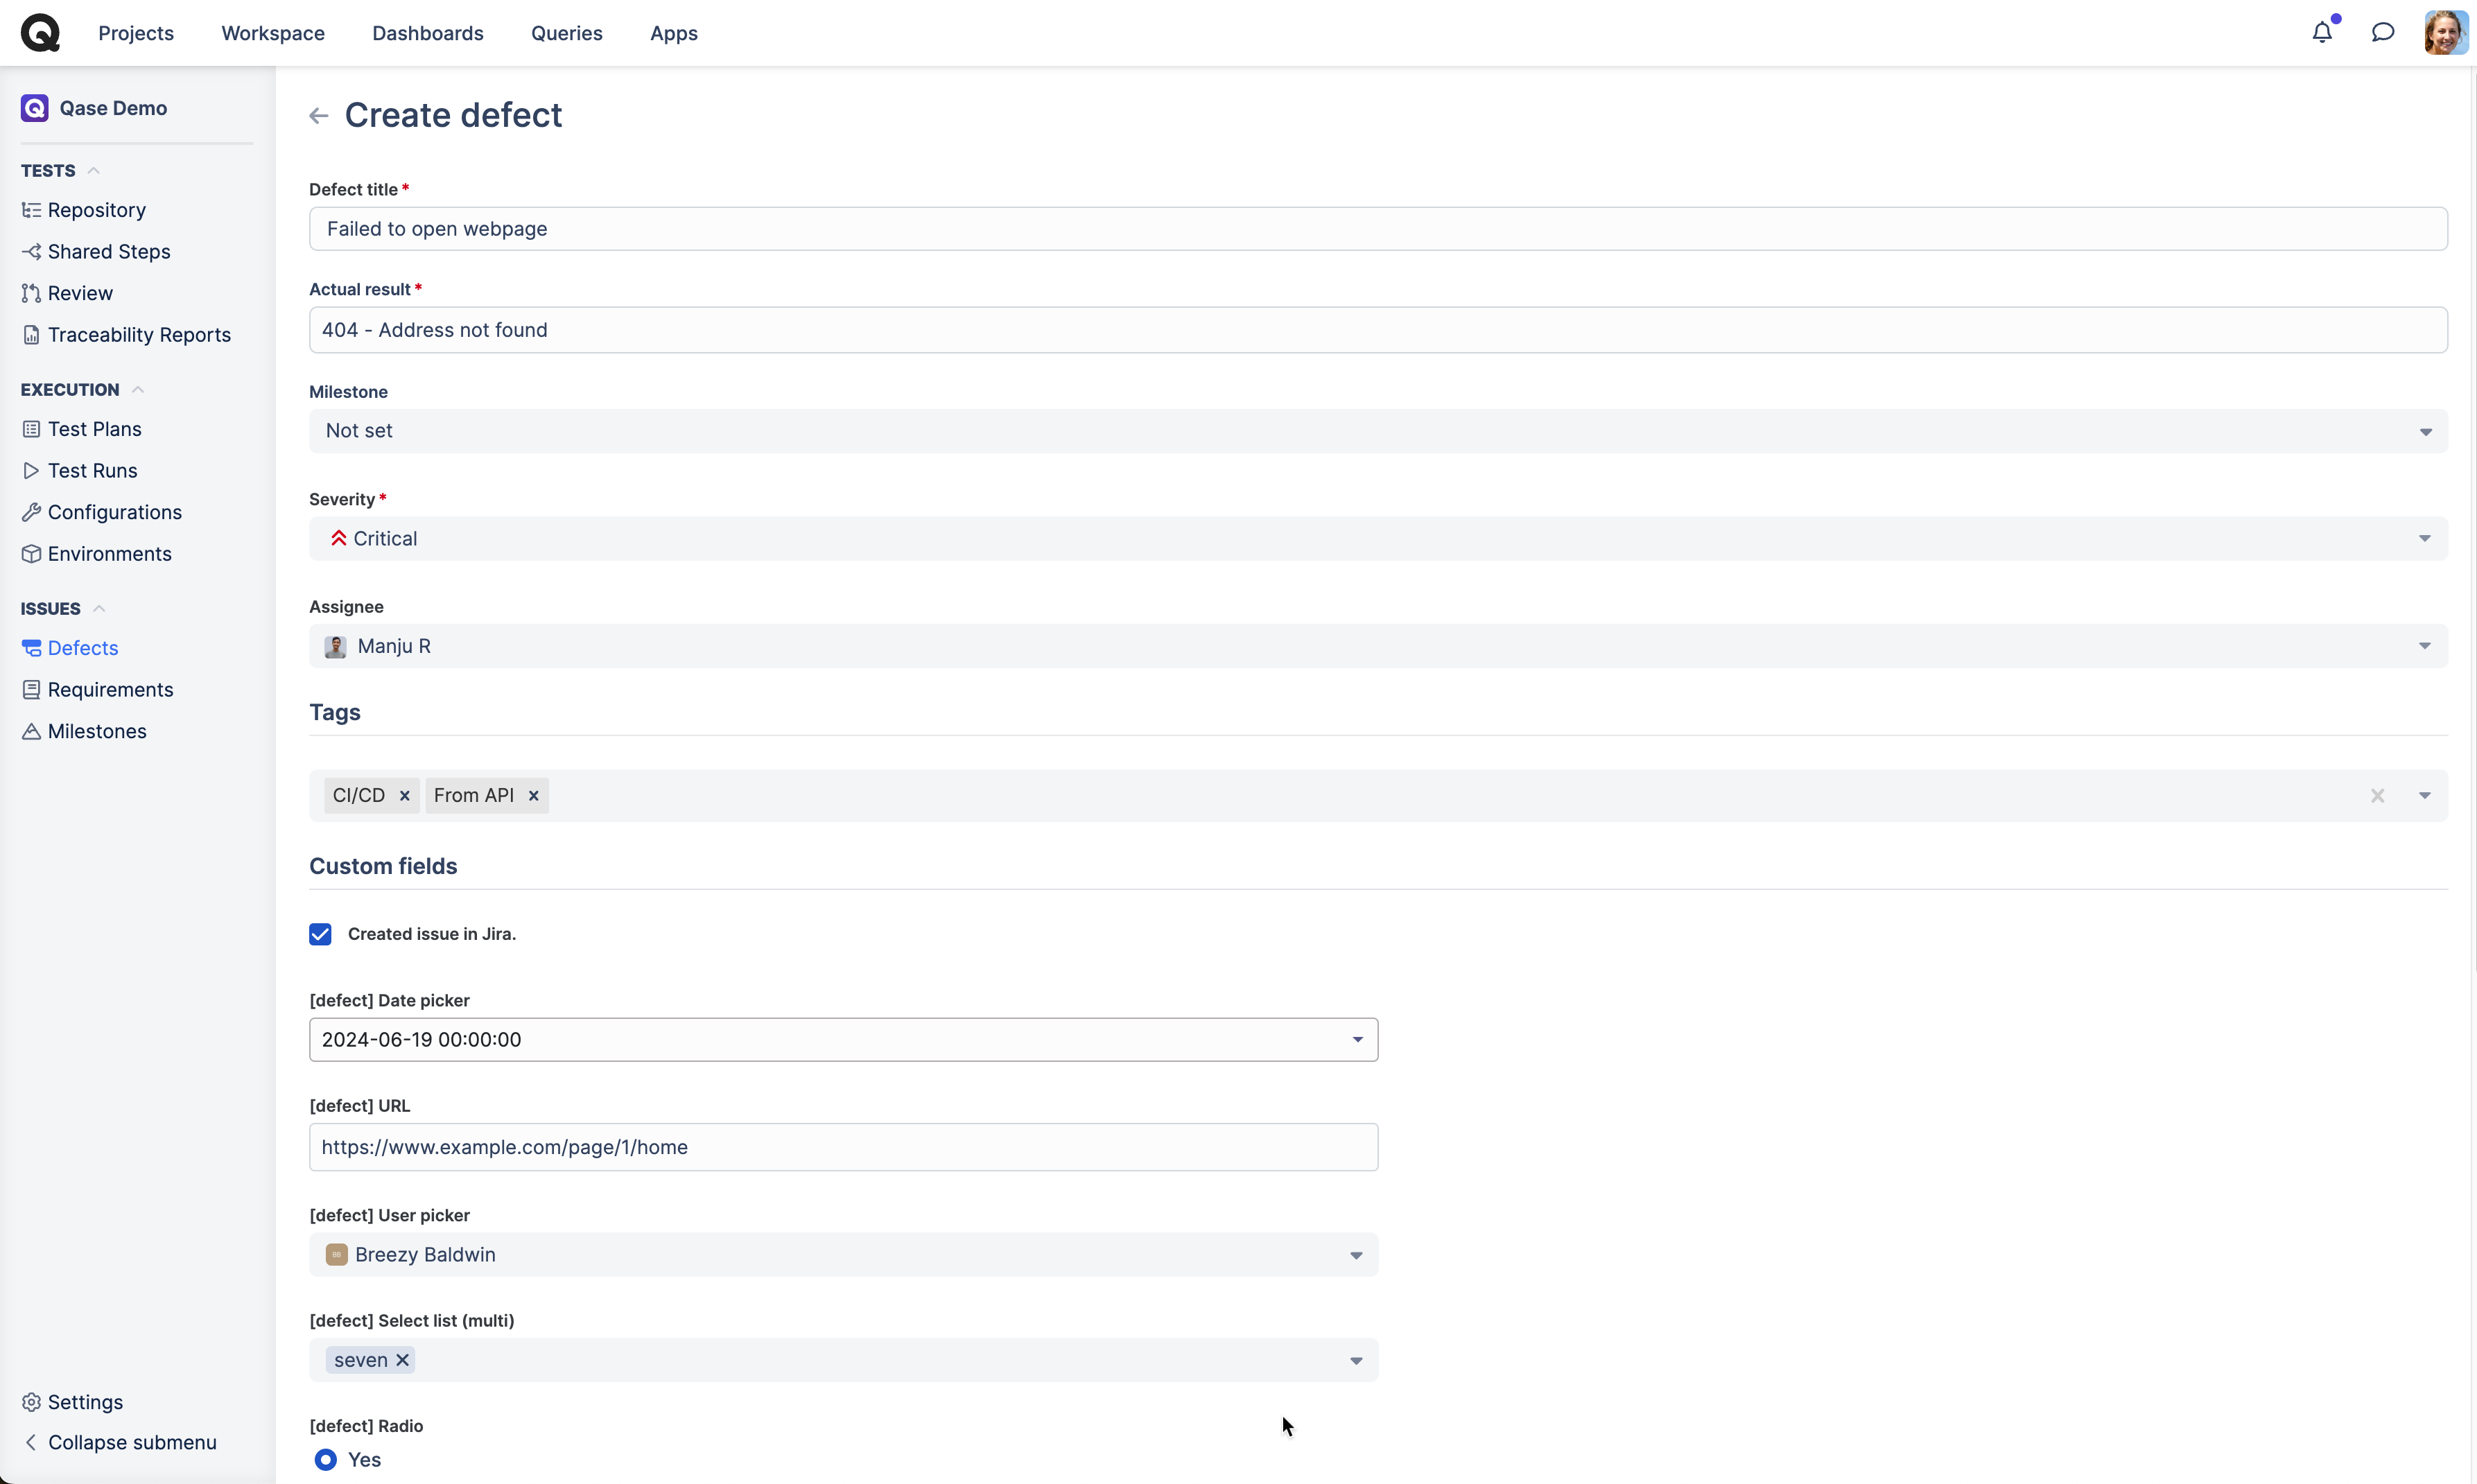 Projects Workspace Dashboards Queries Apps
Qase Demo
TESTS
Repository
Shared Steps
Review
Traceability Reports
EXECUTION
Test Plans
Test Runs
Configurations
Environments
ISSUES
Defects
Requirements
Milestones
Settings
Collapse submenu
Create defect
Defect title *
Failed to open webpage
Actual result *
404 - Address not found
Milestone
Not set
Severity *
Critical
Assignee
Manju R
Tags
CI/CD From API
Custom fields
Created issue in Jira.
[defect] Date picker
2024-06-19 00:00:00
[defect] URL
https://www.example.com/page/1/home
[defect] User picker
BB Breezy Baldwin
[defect] Select list (multi)
seven
[defect] Radio
Yes